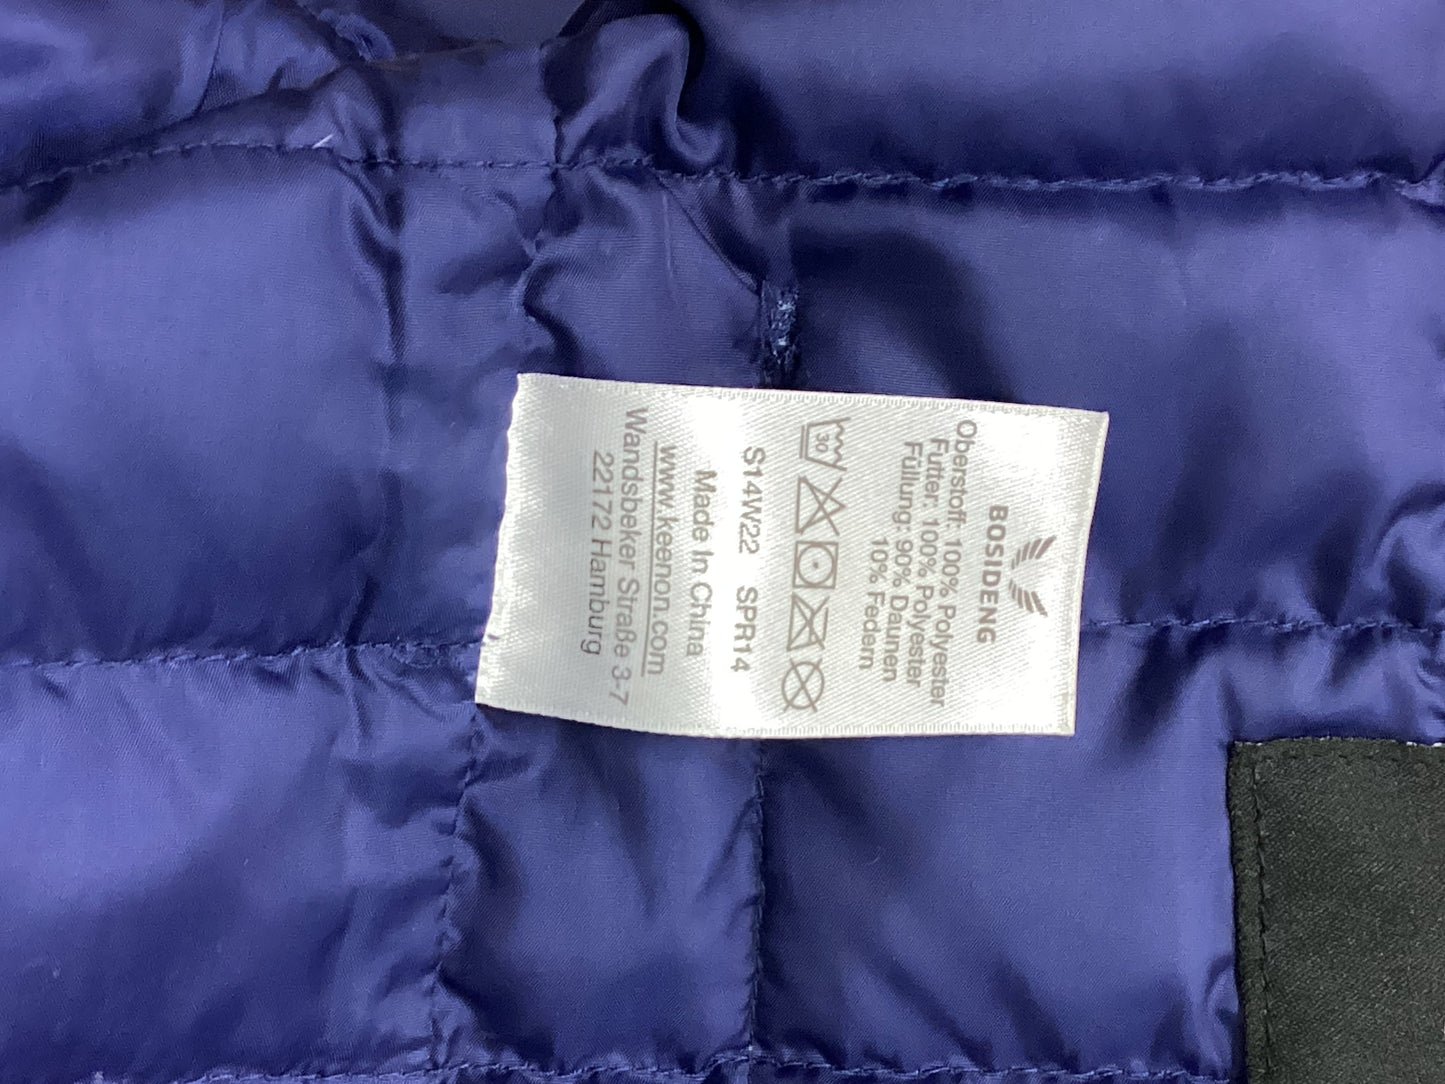 BOSIDENG
Oberstoff: 100% Polyester
Futter: 100% Polyester
Füllung: 90% Daunen
10% Federn
30
S14W22 SPR14
Made In China
www.keenon.com
Wandsbeker Straße 3-7
22172 Hamburg